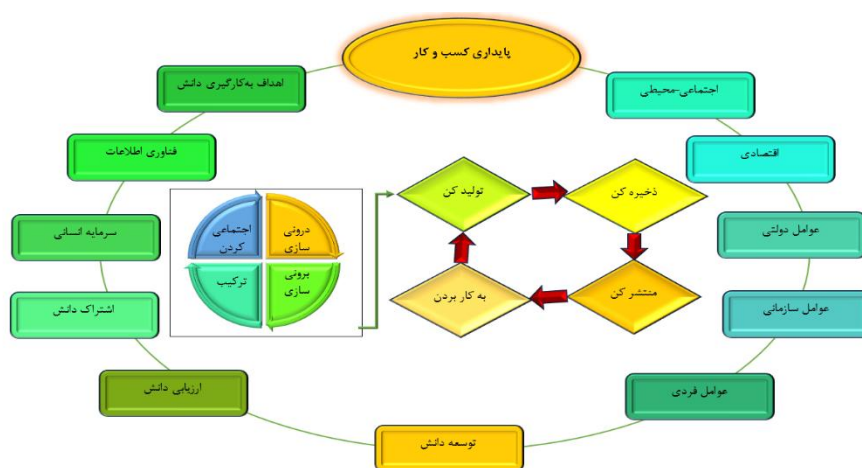 پایداری کسب و کار
اهداف به‌کارگیری دانش
اجتماعی-محیطی
فناوری اطلاعات
اقتصادی
تولید کن
ذخیره کن
سرمایه انسانی
اجتماعی
کردن
درونی
سازی
عوامل دولتی
ترکیب
برونی
سازی
به کار بردن
منتشر کن
اشتراک دانش
عوامل سازمانی
ارزیابی دانش
عوامل فردی
توسعه دانش